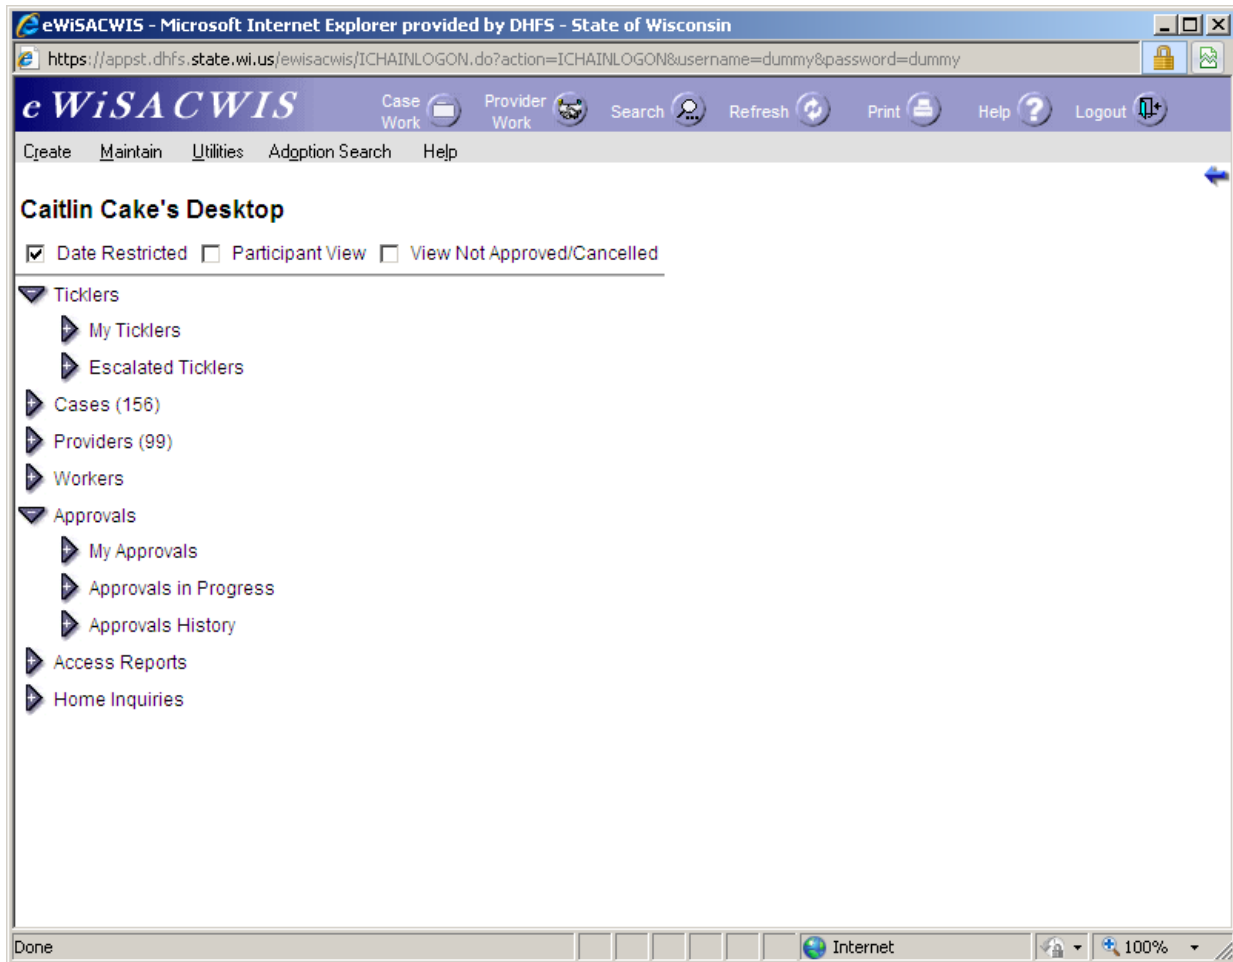 eWiSACWIS - Microsoft Internet Explorer provided by DHFS - State of Wisconsin
https://appst.dhfs.state.wi.us/ewisacwis/ICHAINLOGON.do?action=ICHAINLOGON&username=dummy&password=dummy
e WiSACWIS Case Work Provider Work Search Refresh Print Help Logout
Create Maintain Utilities Adoption Search Help
Caitlin Cake's Desktop
Date Restricted Participant View View Not Approved/Cancelled
Ticklers
My Ticklers
Escalated Ticklers
Cases (156)
Providers (99)
Workers
Approvals
My Approvals
Approvals in Progress
Approvals History
Access Reports
Home Inquiries
Done Internet 100%